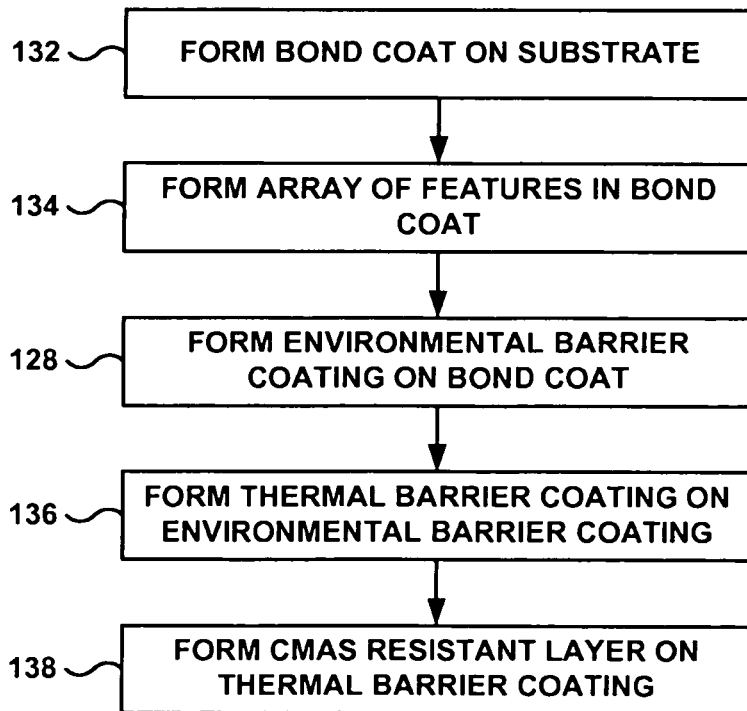 132 FORM BOND COAT ON SUBSTRATE
134 FORM ARRAY OF FEATURES IN BOND
COAT
128 FORM ENVIRONMENTAL BARRIER
COATING ON BOND COAT
136 FORM THERMAL BARRIER COATING ON
ENVIRONMENTAL BARRIER COATING
138 FORM CMAS RESISTANT LAYER ON
THERMAL BARRIER COATING